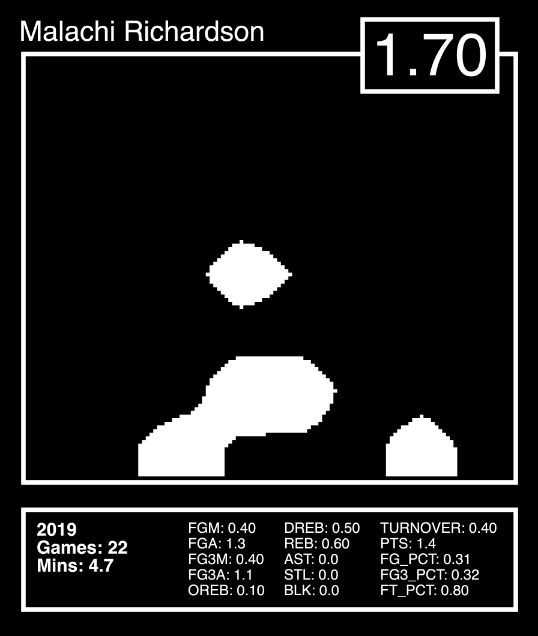 Malachi Richardson
1.70
2019
Games: 22
Mins: 4.7
FGM: 0.40
FGA: 1.3
FG3M: 0.40
FG3A: 1.1
OREB: 0.10
DREB: 0.50
REB: 0.60
AST: 0.0
STL: 0.0
BLK: 0.0
TURNOVER: 0.40
PTS: 1.4
FG_PCT: 0.31
FG3_PCT: 0.32
FT_PCT: 0.80